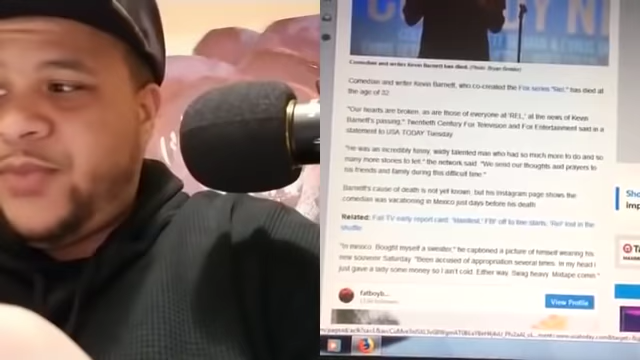 COMEDY NI
Comedian and writer Kevin Barnett has died. (Photo: Bryan Denke)
Comedian and writer Kevin Barnett, who co-created the Fox series "Rel," has died at
the age of 32.
"Our hearts are broken, as are those of everyone at 'REL,' at the news of Kevin
Barnett's passing," Twentieth Century Fox Television and Fox Entertainment said in a
statement to USA TODAY Tuesday
"He was an incredibly funny, wildly talented man who had so much more to do and so
many more stories to tell," the network said. "We send our thoughts and prayers to
his friends and family during this difficult time."
Barnett's cause of death is not yet known, but his Instagram page shows the
comedian was vacationing in Mexico just days before his death
Related: Fall TV early report card: 'Manifest,' 'FBI' off to fine starts, 'Rel' lost in the
shuffle
"In mexico. Bought myself a sweater," he captioned a picture of himself wearing his
new souvenir Saturday. "Been accused of appropriation several times. In my head I
just gave a lady some money so I ain't cold. Either way. Swag heavy. Mixtape comin."
fatboyb...
View Profile
Sho
imp